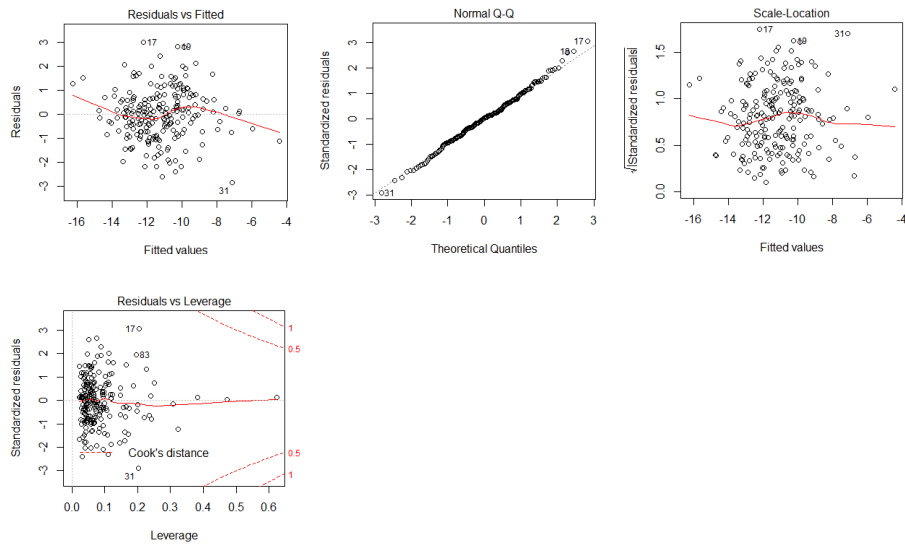 Residuals vs Fitted
Residuals
3
2
1
0
-1
-2
-3
17
31
-16 -14 -12 -10 -8 -6 -4
Fitted values
Normal Q-Q
Standardized residuals
3
2
1
0
-1
-2
-3
17
31
-3 -2 -1 0 1 2 3
Theoretical Quantiles
Scale-Location
√|Standardized residuals|
1.5
1.0
0.5
0.0
17
31
-16 -14 -12 -10 -8 -6 -4
Fitted values
Residuals vs Leverage
Standardized residuals
3
2
1
0
-1
-2
-3
17
83
31
Cook's distance
1
0.5
0.5
1
0.0 0.1 0.2 0.3 0.4 0.5 0.6
Leverage